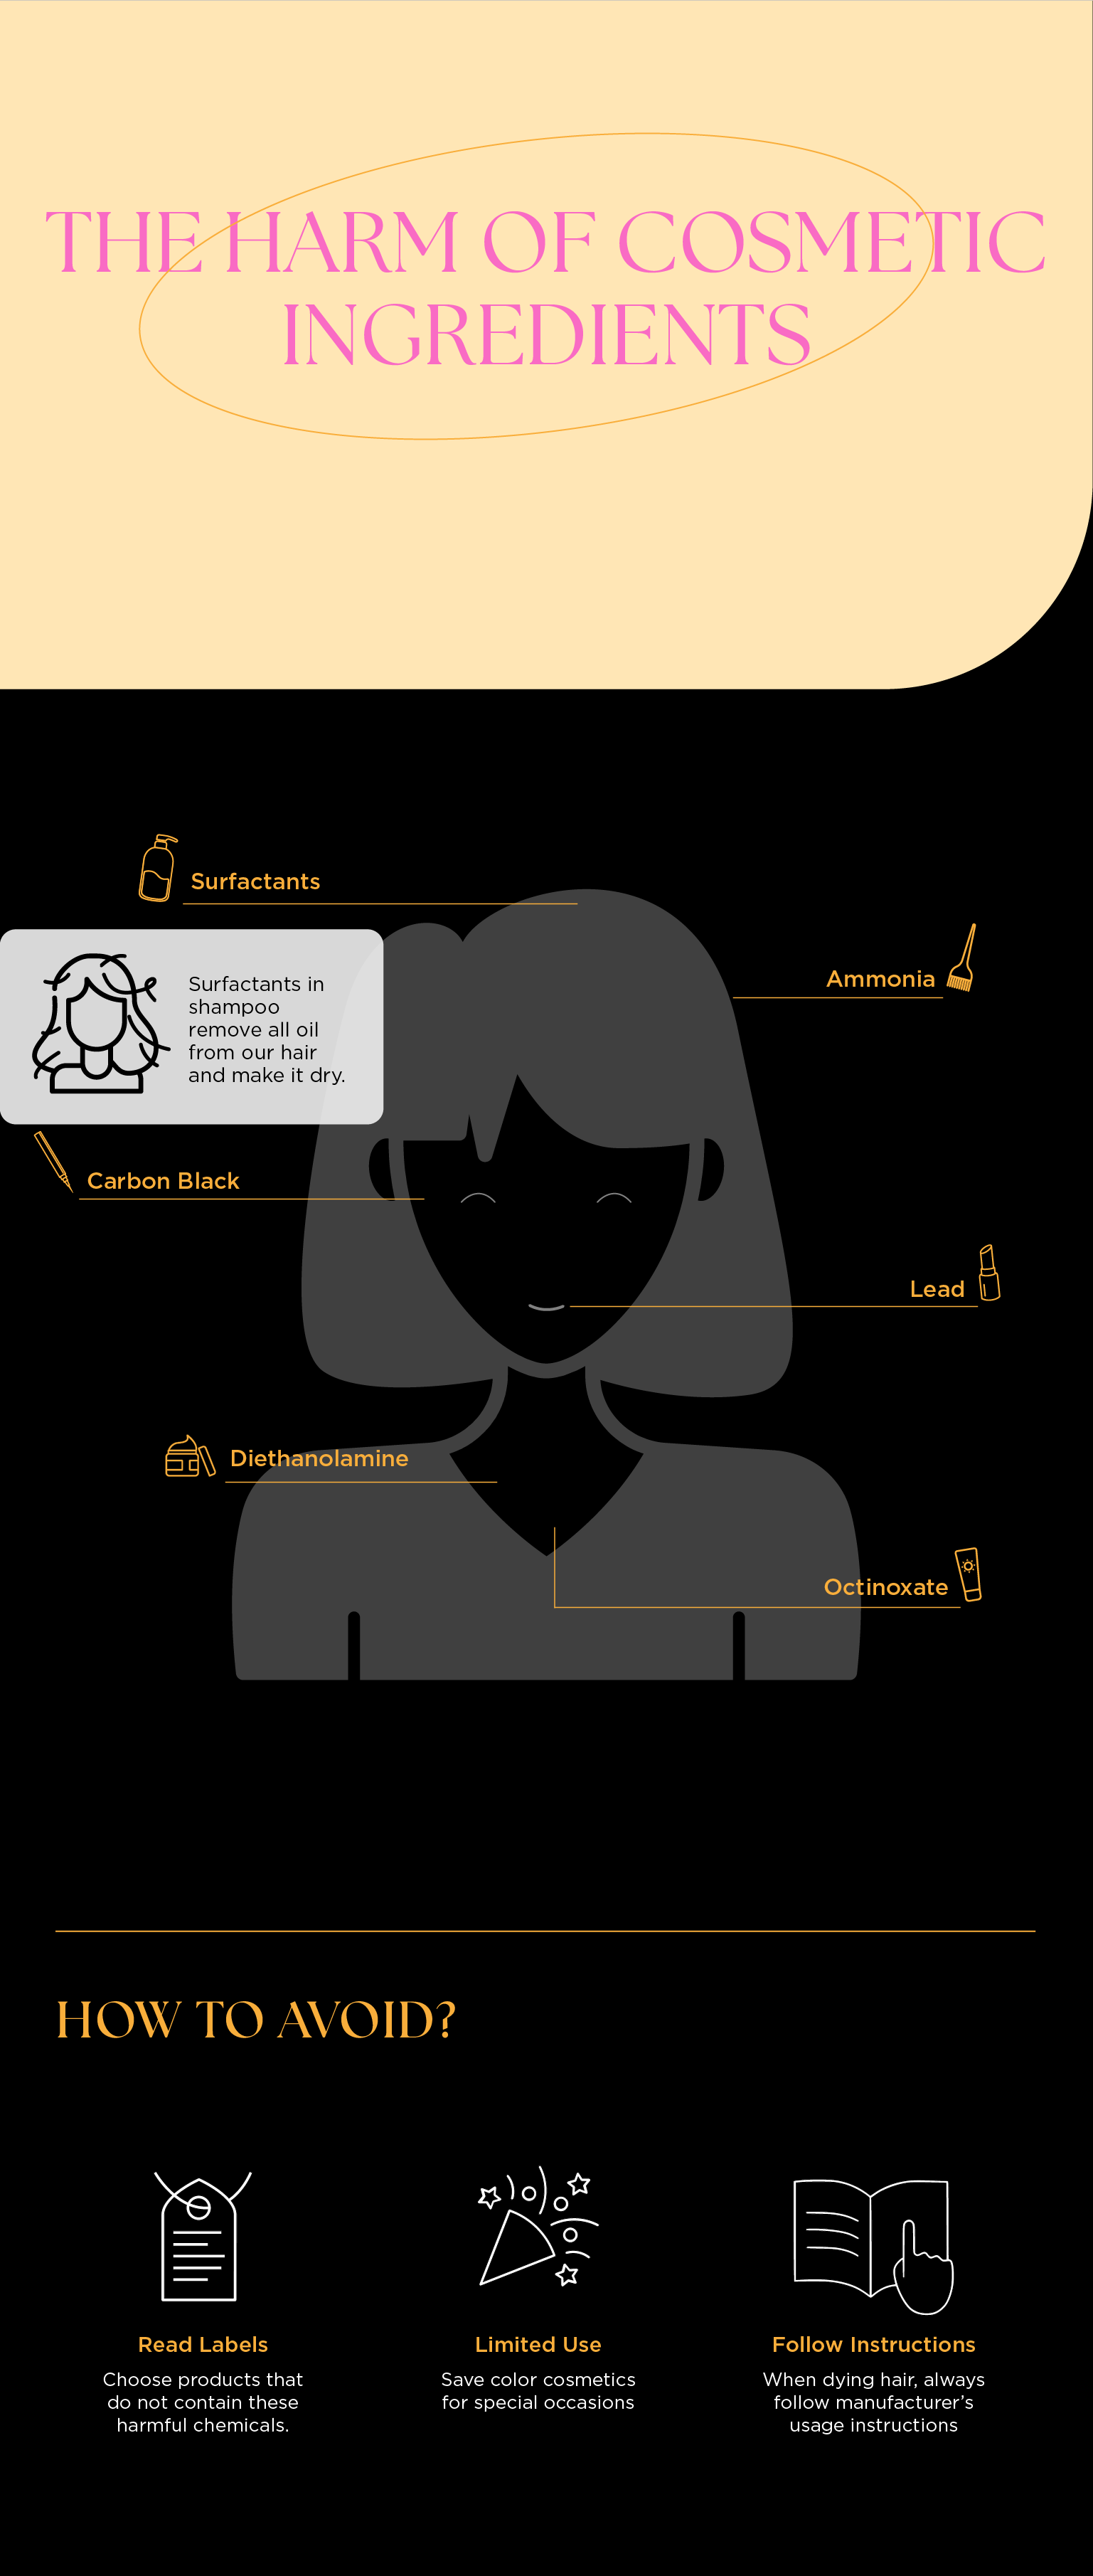 THE HARM OF COSMETIC
INGREDIENTS
Surfactants
Surfactants in
shampoo
remove all oil
from our hair
and make it dry.
Ammonia
Carbon Black
Lead
Diethanolamine
Octinoxate
HOW TO AVOID?
Read Labels
Choose products that
do not contain these
harmful chemicals.
Limited Use
Save color cosmetics
for special occasions
Follow Instructions
When dying hair, always
follow manufacturer’s
usage instructions